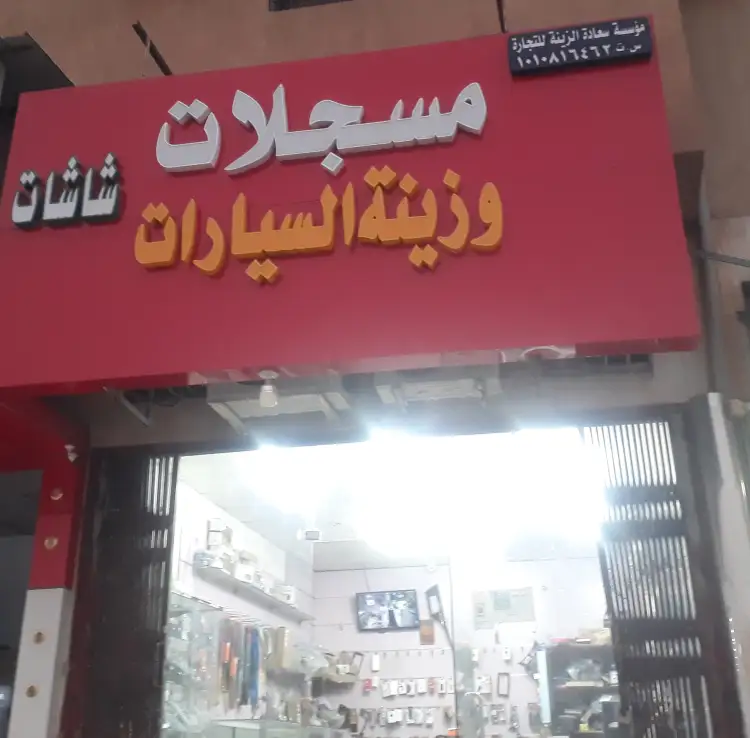 مؤسسة سعادة الزينة للتجارة
س.ت ١٠١٠٨١٦٤٦٢
مسجلات
وزينة السيارات
شاشات